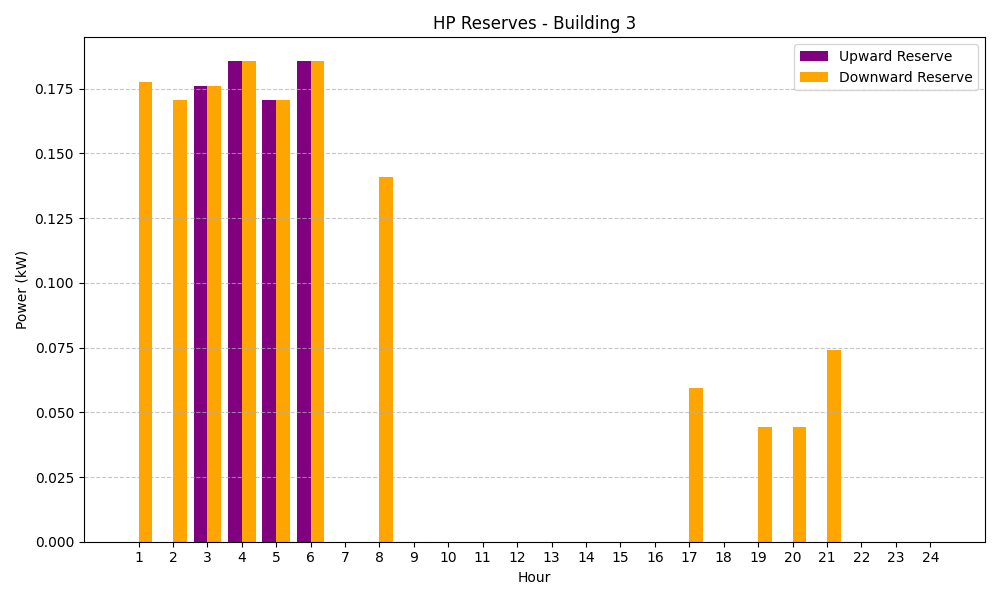 HP Reserves - Building 3
Upward Reserve
Downward Reserve
Power (kW)
0.175
0.150
0.125
0.100
0.075
0.050
0.025
0.000
1 2 3 4 5 6 7 8 9 10 11 12 13 14 15 16 17 18 19 20 21 22 23 24
Hour